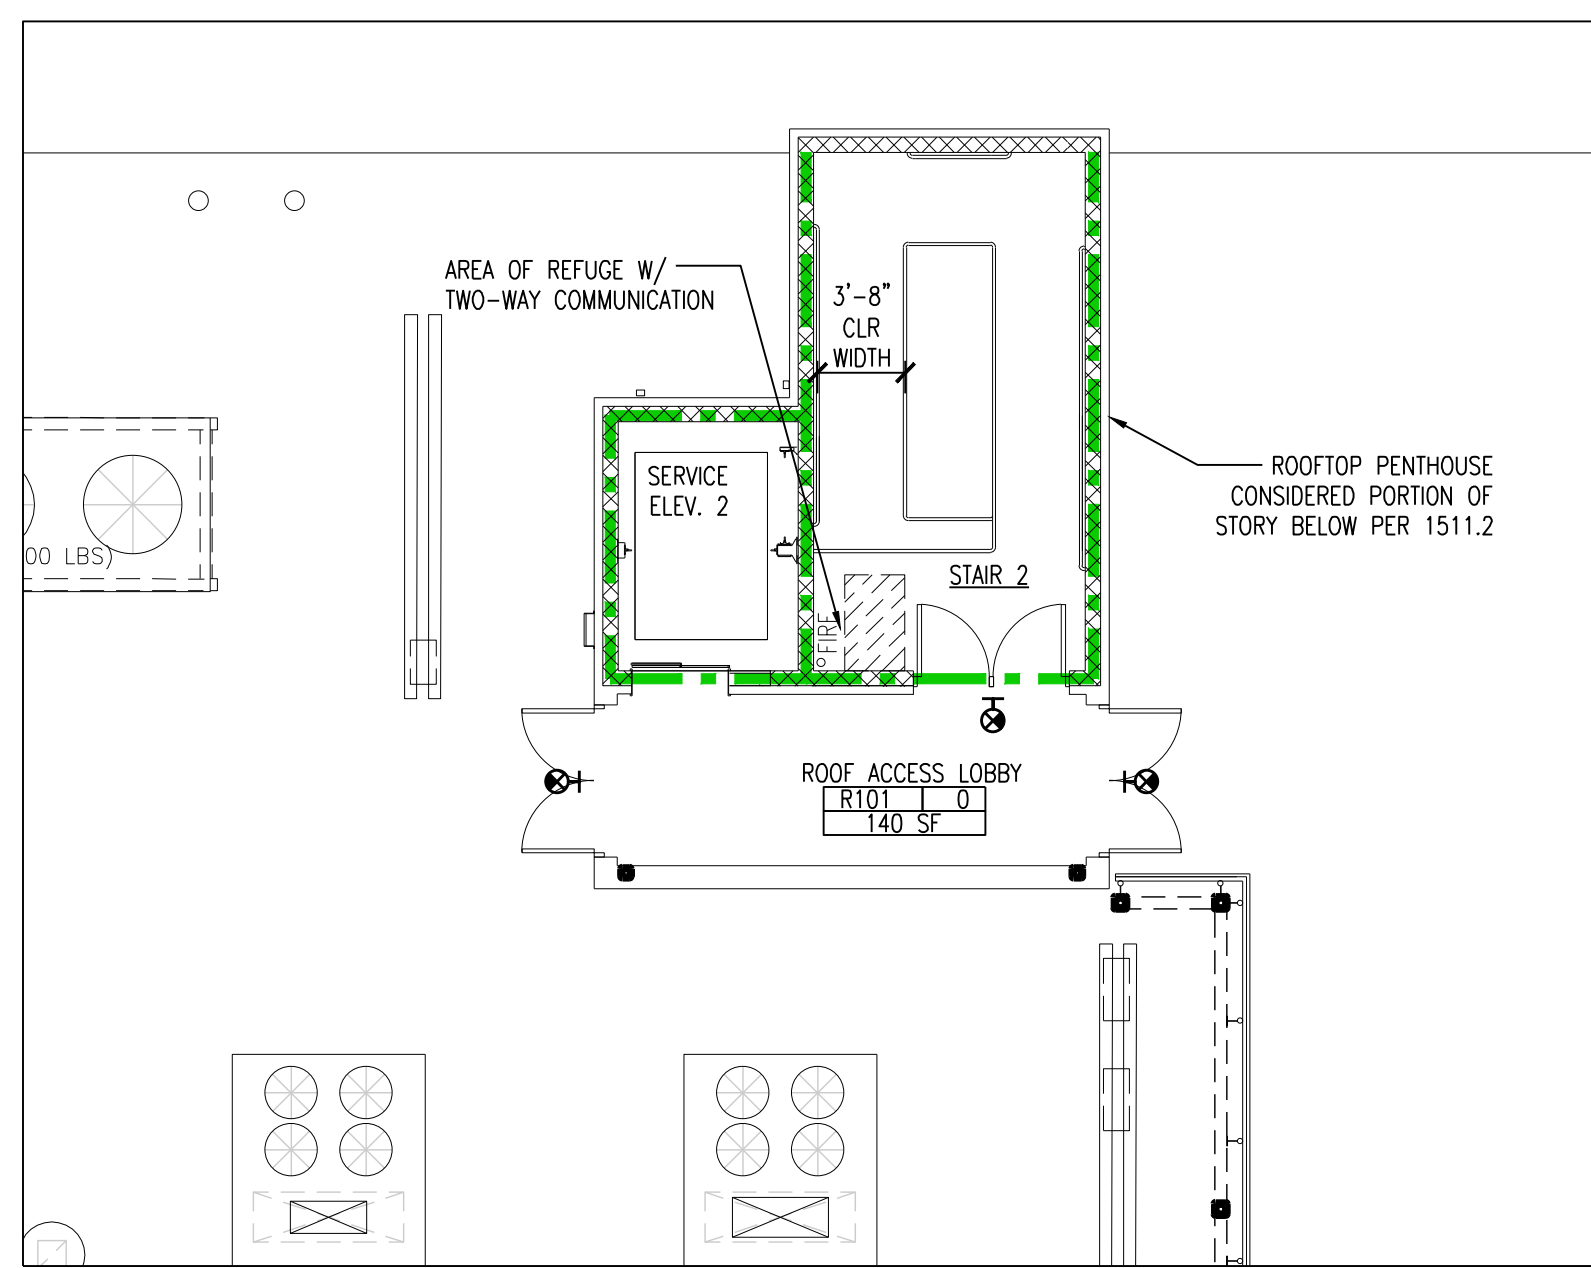 AREA OF REFUGE W/
TWO-WAY COMMUNICATION
3'-8"
CLR
WIDTH
SERVICE
ELEV. 2
ROOFTOP PENTHOUSE
CONSIDERED PORTION OF
STORY BELOW PER 1511.2
00 LBS)
STAIR 2
FIRE
ROOF ACCESS LOBBY
R101 0
140 SF